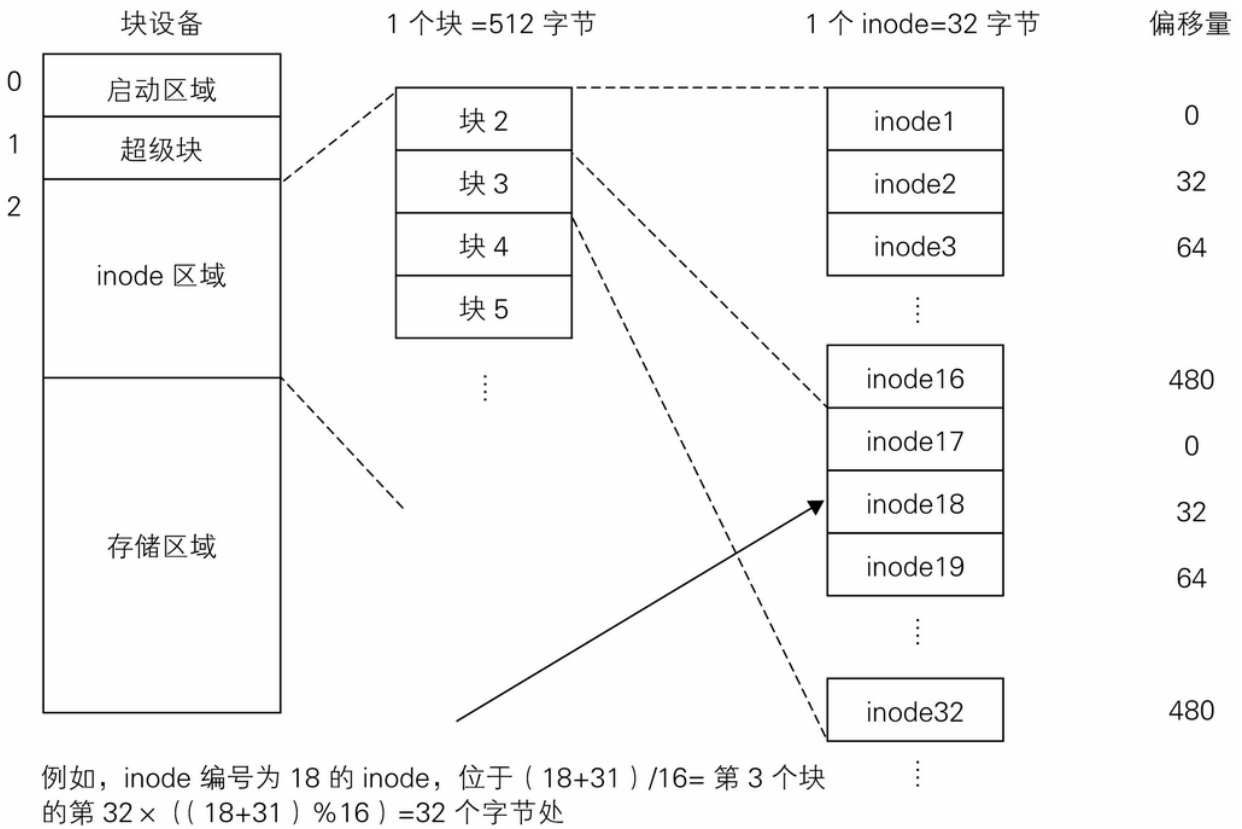 块设备
1 个块 =512 字节
1 个 inode=32 字节
偏移量
0
启动区域
1
超级块
2
inode 区域
存储区域
块 2
块 3
块 4
块 5
inode1
0
inode2
32
inode3
64
inode16
480
inode17
0
inode18
32
inode19
64
inode32
480
例如，inode 编号为 18 的 inode，位于（18+31）/16= 第 3 个块
的第 32×（（18+31）%16）=32 个字节处